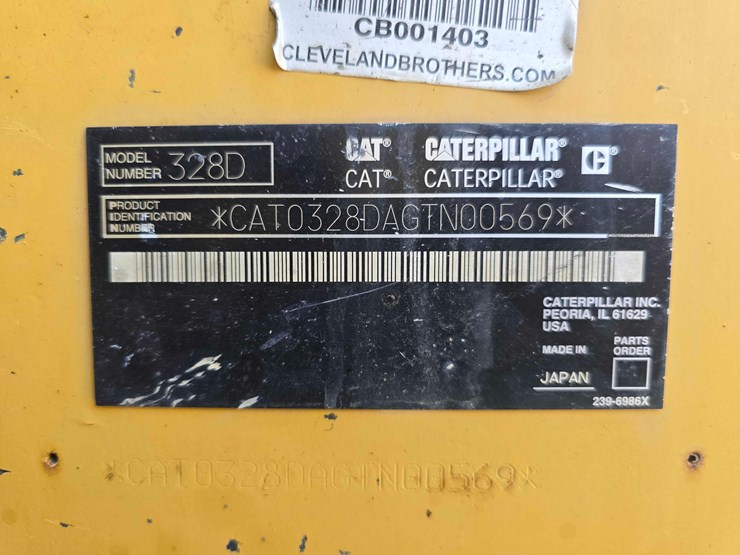 CB001403
CLEVELANDBROTHERS.COM
MODEL NUMBER 328D
CAT® CATERPILLAR® C®
CAT® CATERPILLAR®
PRODUCT IDENTIFICATION NUMBER *CAT0328DAGTN00569*
CATERPILLAR INC.
PEORIA, IL 61629
USA
MADE IN JAPAN
PARTS ORDER
239-6986X
*CAT0328DAGTN00569*